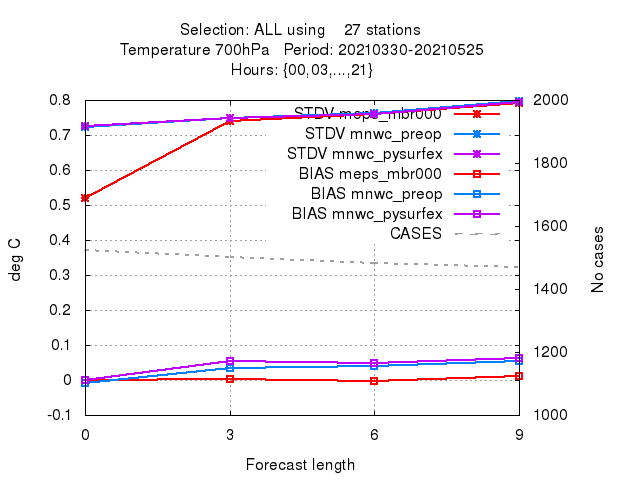 Selection: ALL using    27 stations
Temperature 700hPa   Period: 20210330-20210525
Hours: {00,03,...,21}
0.8
0.7
0.6
0.5
0.4
0.3
0.2
0.1
0
-0.1
deg C
STDV meps_mbr000
STDV mnwc_preop
STDV mnwc_pysurfex
BIAS meps_mbr000
BIAS mnwc_preop
BIAS mnwc_pysurfex
CASES
2000
1800
1600
1400
1200
1000
No cases
0 3 6 9
Forecast length